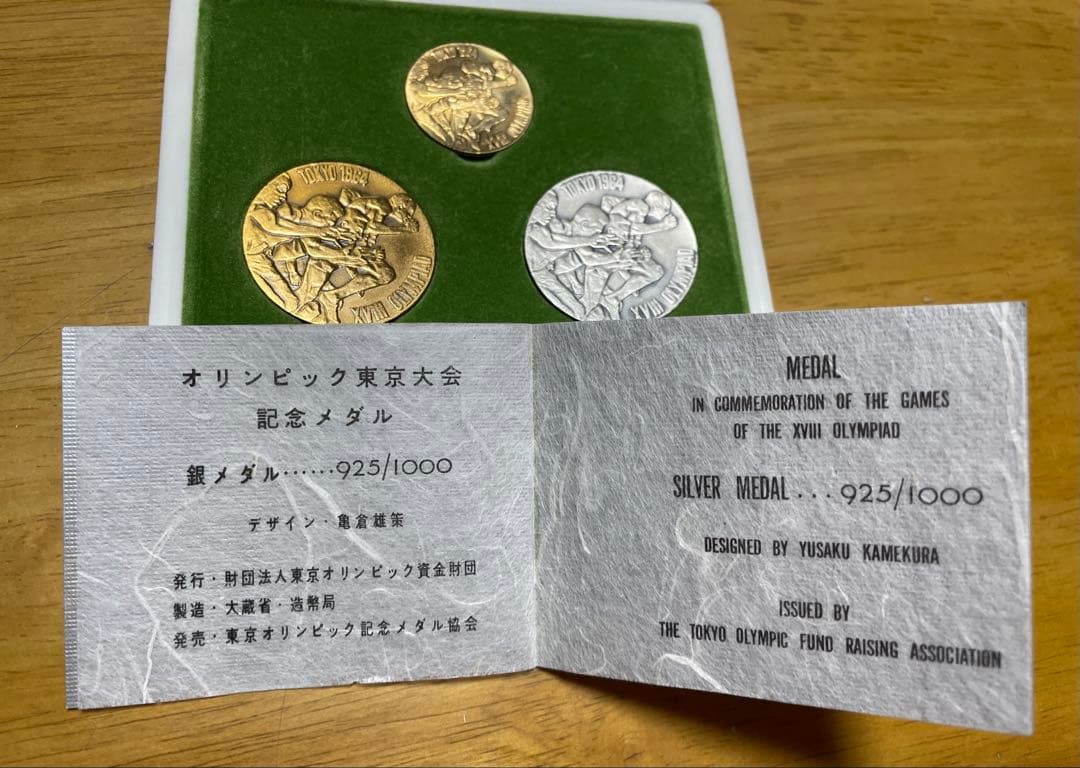 TOKYO 1964
XVIII OLYMPIAD
TOKYO 1964
XVIII OLYMPIAD
TOKYO 1964
XVIII OLYMPIAD
オリンピック東京大会
記念メダル
銀メダル……925/1000
デザイン・亀倉雄策
発行・財団法人東京オリンピック資金財団
製造・大蔵省・造幣局
発売・東京オリンピック記念メダル協会
MEDAL
IN COMMEMORATION OF THE GAMES
OF THE XVIII OLYMPIAD
SILVER MEDAL...925/1000
DESIGNED BY YUSAKU KAMEKURA
ISSUED BY
THE TOKYO OLYMPIC FUND RAISING ASSOCIATION